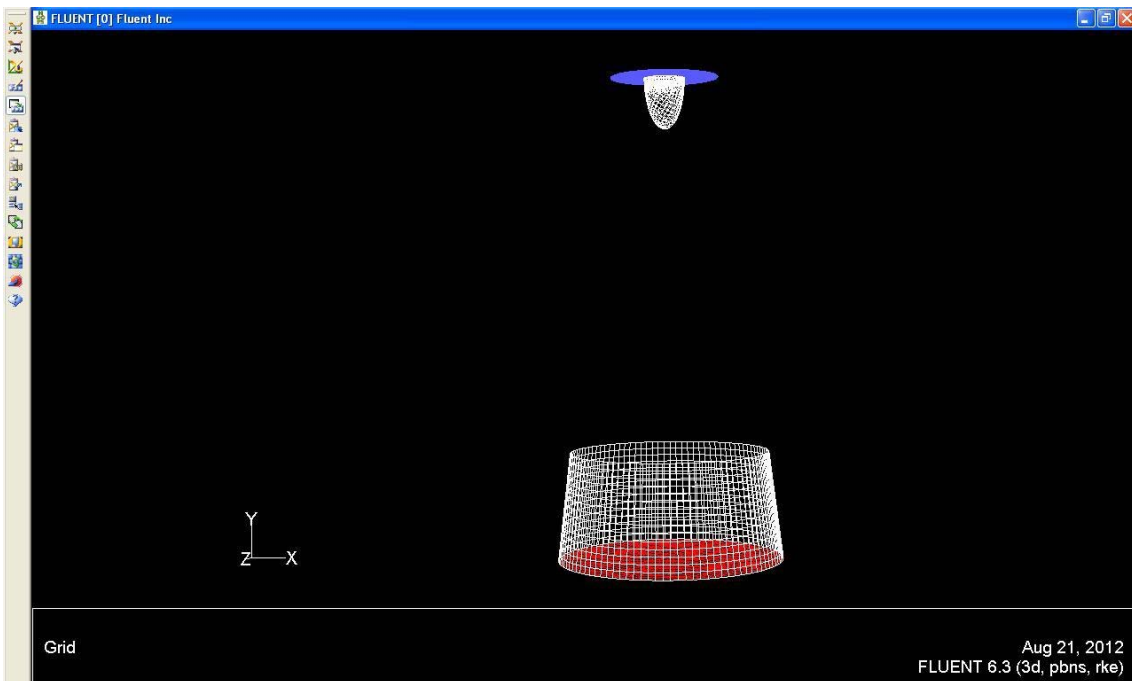 FLUENT [0] Fluent Inc
Y
Z X
Grid
Aug 21, 2012
FLUENT 6.3 (3d, pbns, rke)